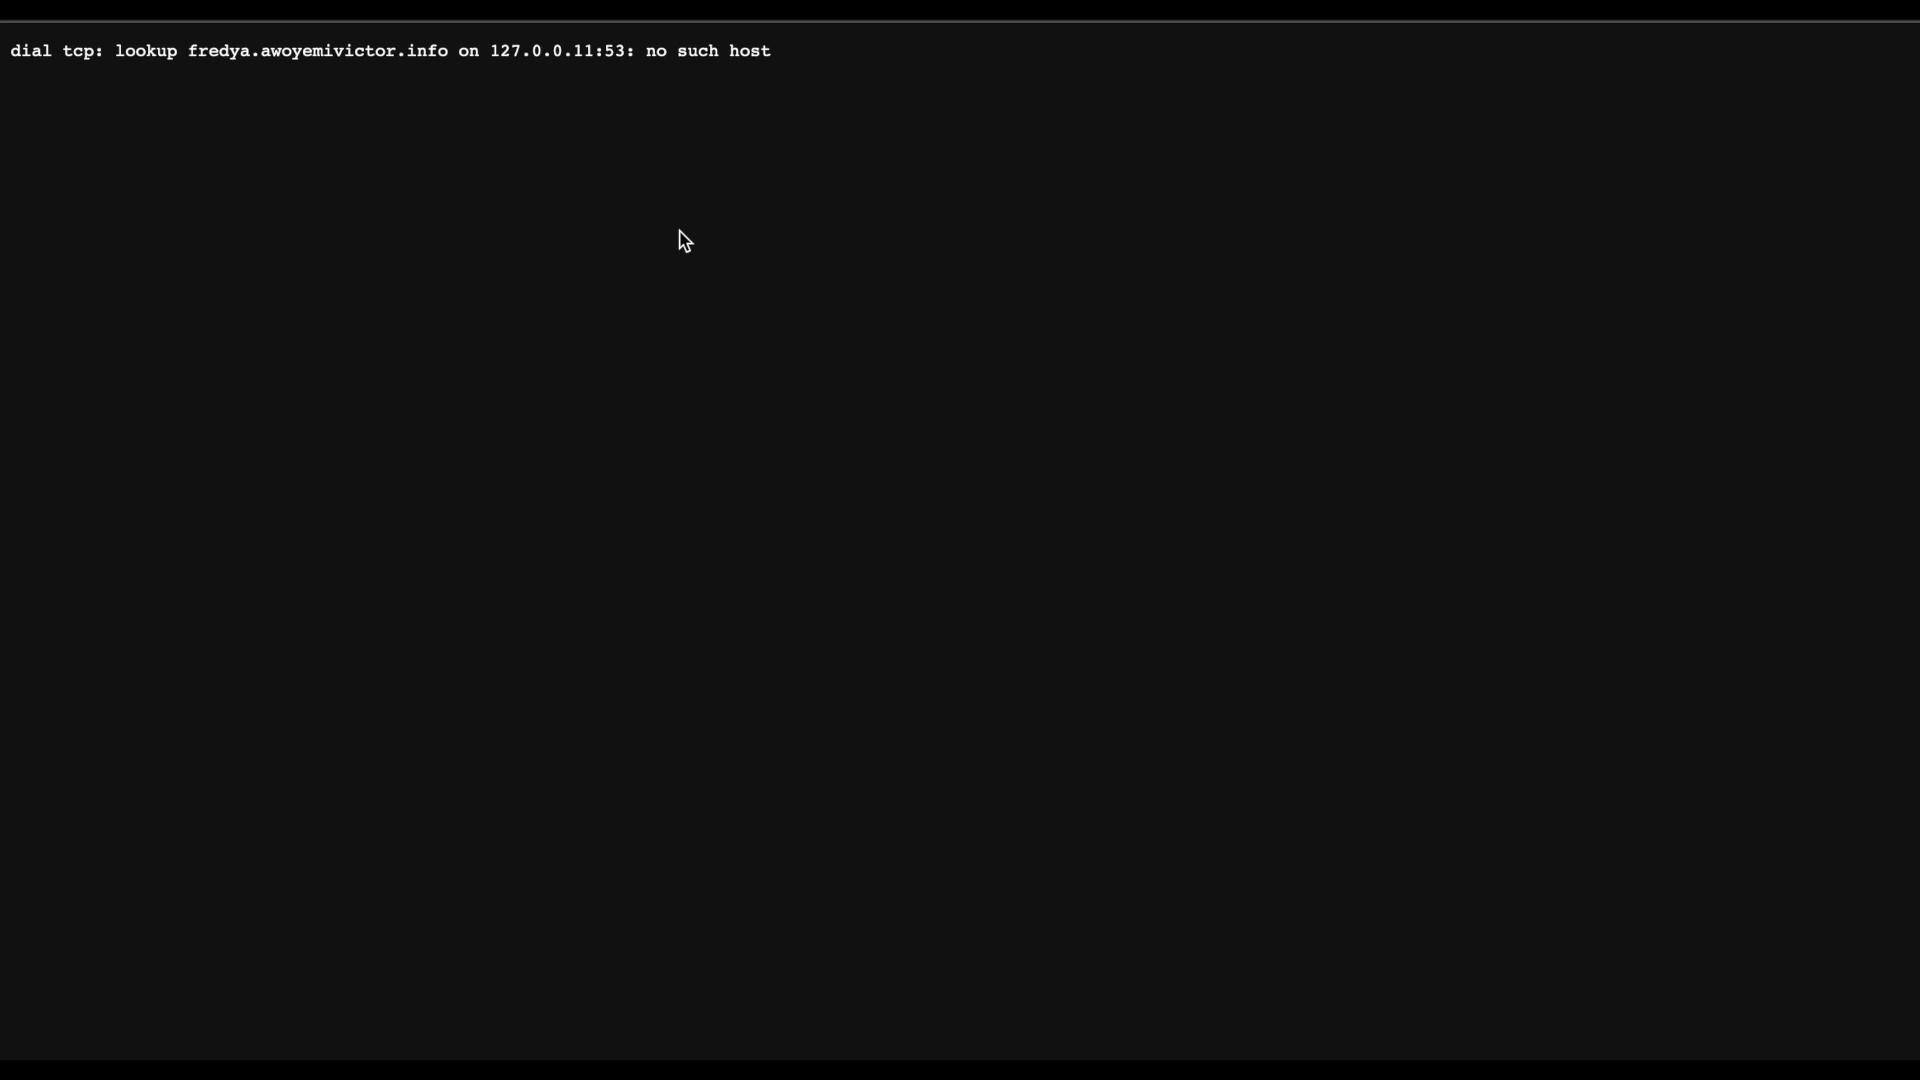 dial tcp: lookup fredya.awoyemivictor.info on 127.0.0.11:53: no such host